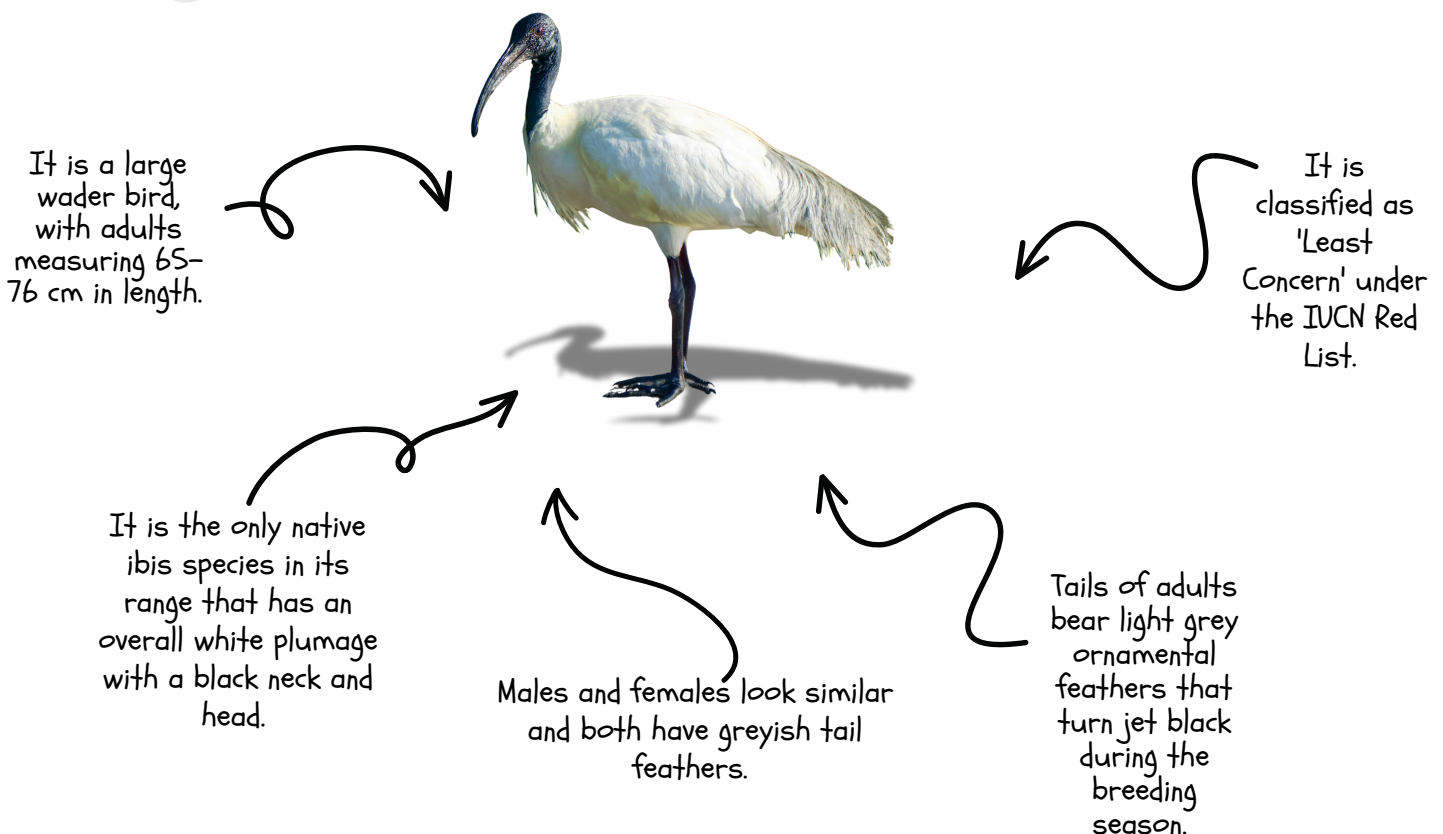 It is a large
wader bird,
with adults
measuring 65-
76 cm in length.
It is
classified as
'Least
Concern' under
the IUCN Red
List.
It is the only native
ibis species in its
range that has an
overall white plumage
with a black neck and
head.
Males and females look similar
and both have greyish tail
feathers.
Tails of adults
bear light grey
ornamental
feathers that
turn jet black
during the
breeding
season.